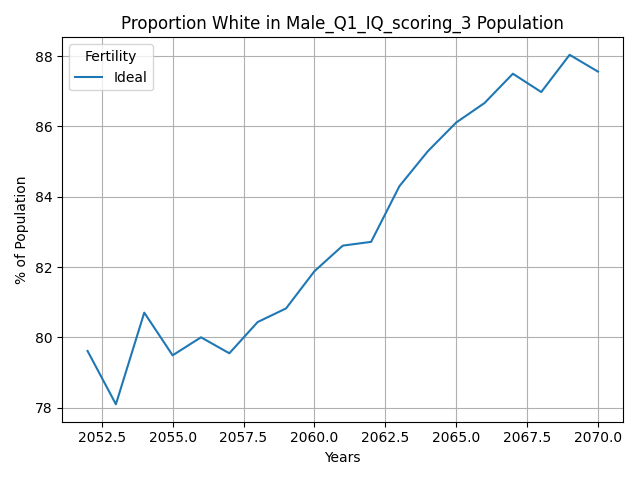 Proportion White in Male_Q1_IQ_scoring_3 Population
Fertility
Ideal
% of Population
88
86
84
82
80
78
2052.5 2055.0 2057.5 2060.0 2062.5 2065.0 2067.5 2070.0
Years